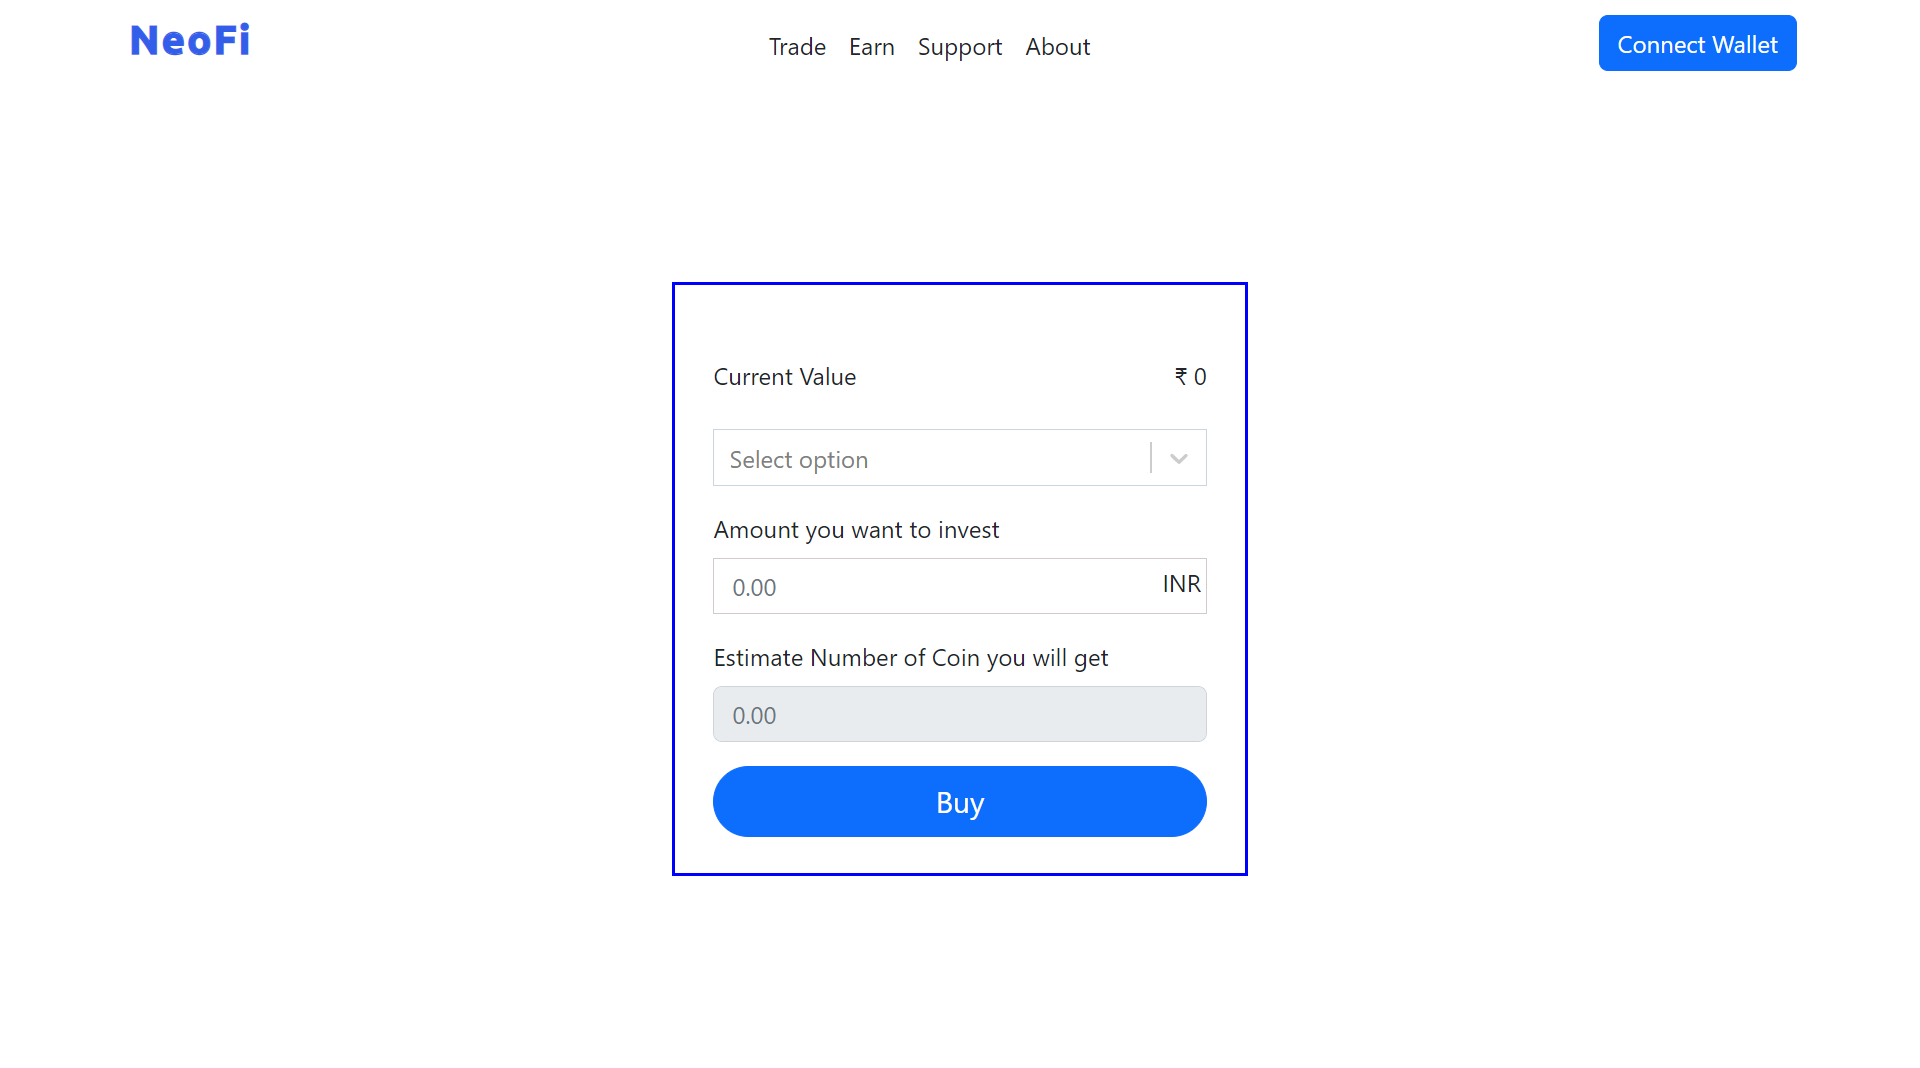 NeoFi
Trade Earn Support About
Connect Wallet
Current Value ₹ 0
Select option
Amount you want to invest
0.00 INR
Estimate Number of Coin you will get
0.00
Buy